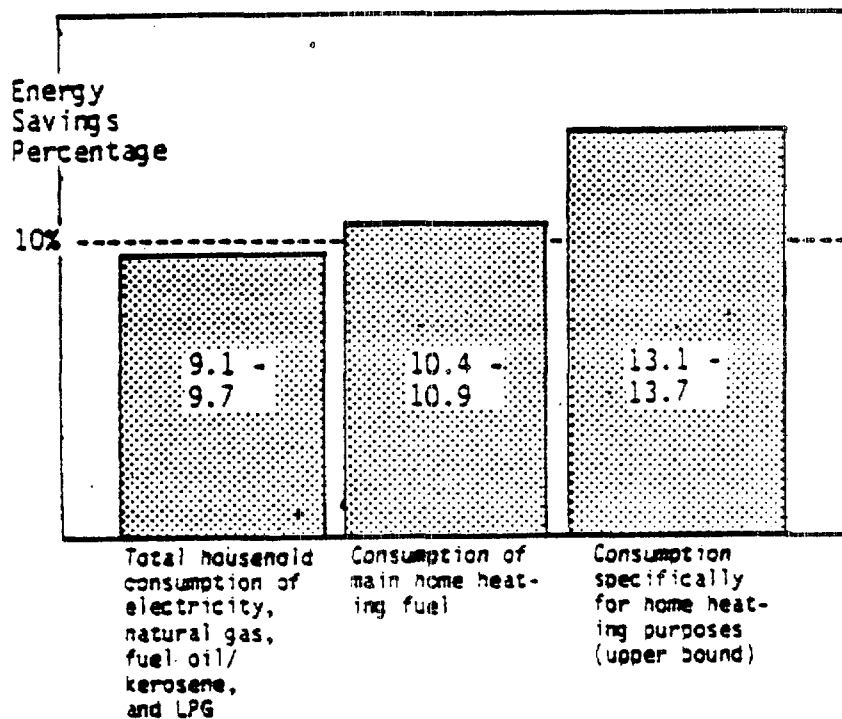 Energy
Savings
Percentage
10%
9.1 -
9.7
10.4 -
10.9
13.1 -
13.7
Total household
consumption of
electricity,
natural gas,
fuel oil/
kerosene,
and LPG
Consumption of
main home heat-
ing fuel
Consumption
specifically
for home heat-
ing purposes
(upper bound)